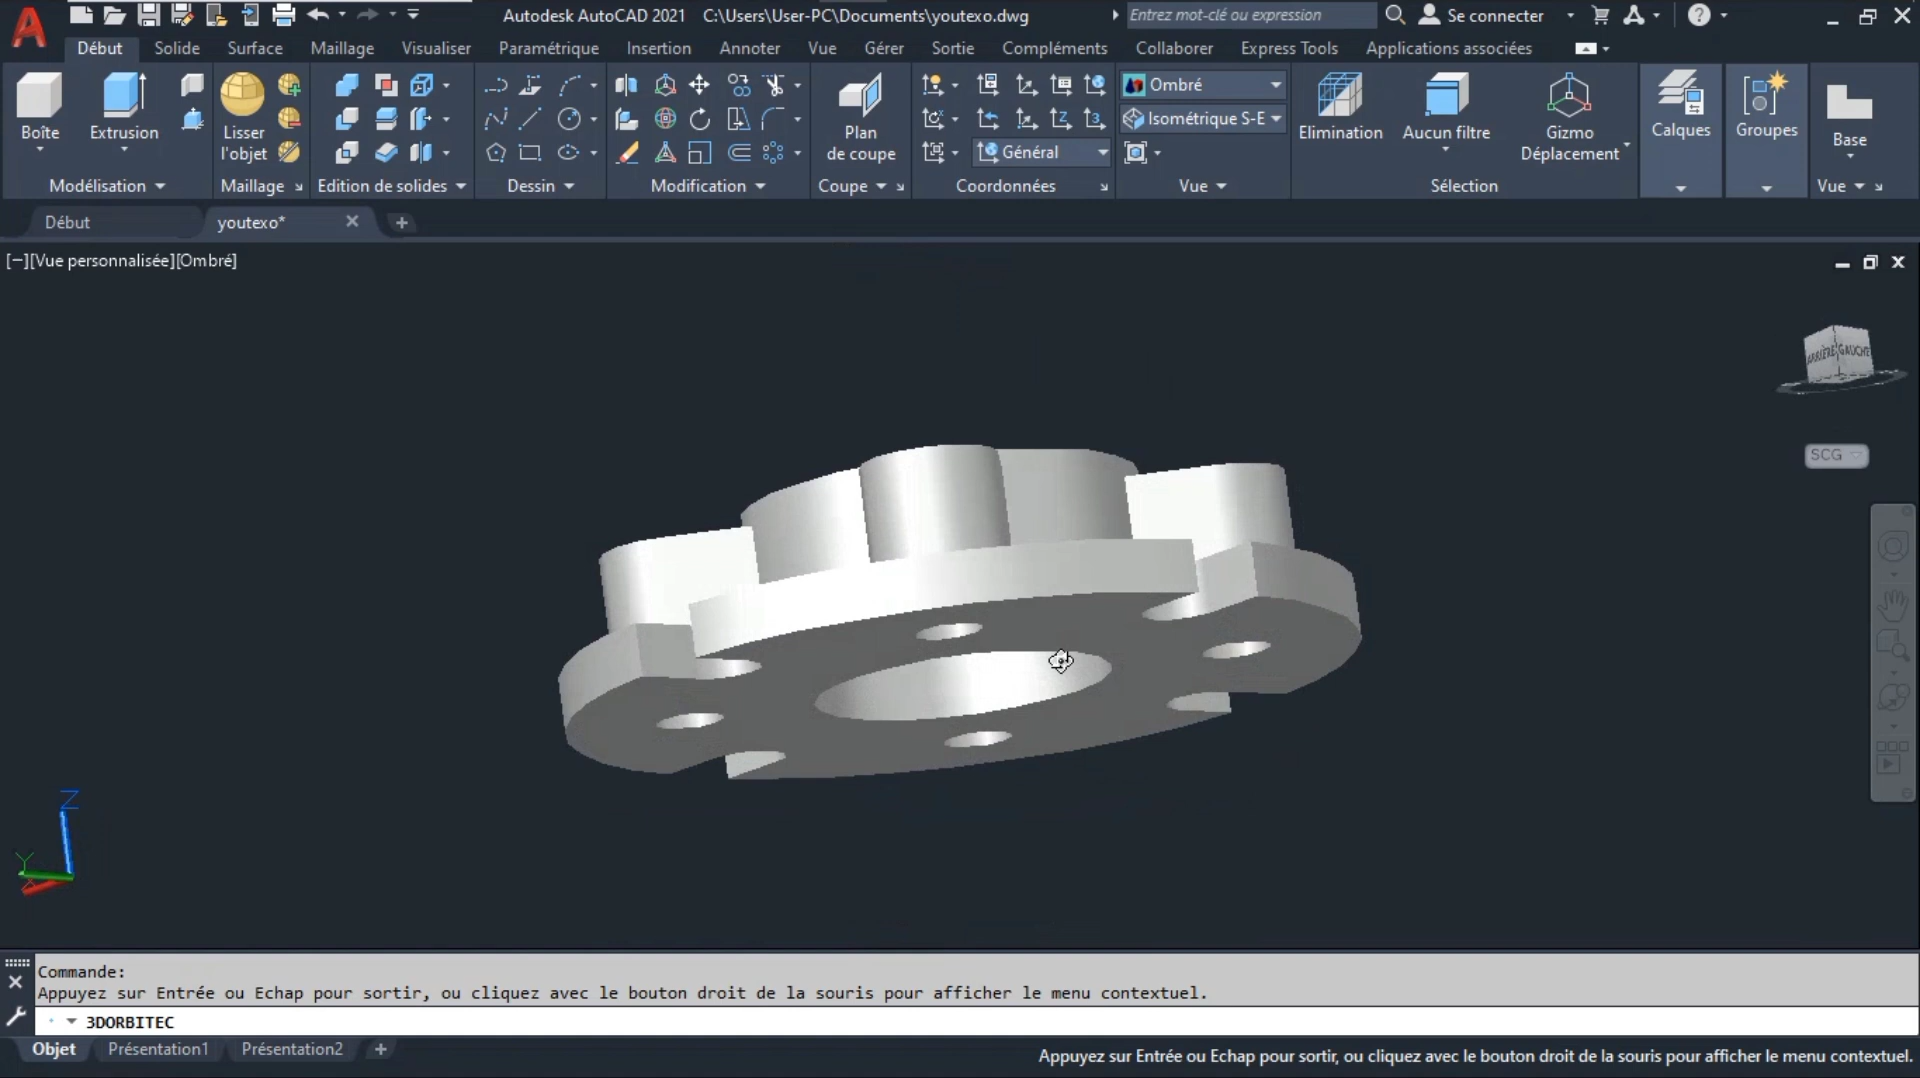 Autodesk AutoCAD 2021 C:\Users\User-PC\Documents\youtexo.dwg
Entrez mot-clé ou expression
Se connecter
Début Solide Surface Maillage Visualiser Paramétrique Insertion Annoter Vue Gérer Sortie Compléments Collaborer Express Tools Applications associées
Boîte
Extrusion
Lisser
l'objet
Plan
de coupe
Général
Ombré
Isométrique S-E
Elimination
Aucun filtre
Gizmo
Déplacement
Calques
Groupes
Base
Modélisation Maillage Edition de solides Dessin Modification Coupe Coordonnées Vue Sélection Vue
Début
youtexo*
[−][Vue personnalisée][Ombré]
ARRIÈRE GAUCHE
SCG
Z
Y
Commande:
Appuyez sur Entrée ou Echap pour sortir, ou cliquez avec le bouton droit de la souris pour afficher le menu contextuel.
3DORBITEC
Objet Présentation1 Présentation2
Appuyez sur Entrée ou Echap pour sortir, ou cliquez avec le bouton droit de la souris pour afficher le menu contextuel.